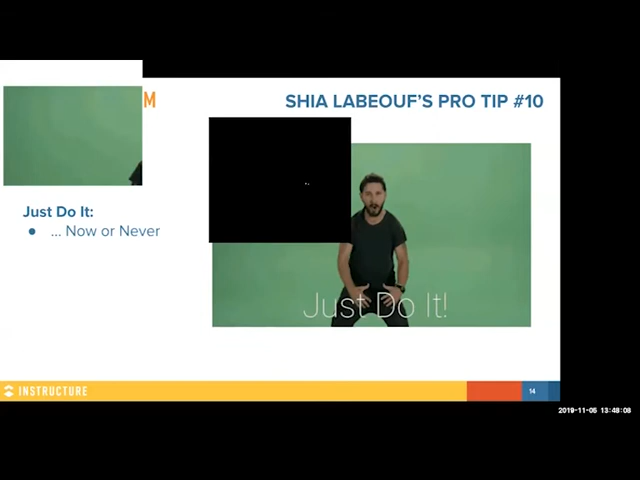 M
SHIA LABEOUF'S PRO TIP #10
Just Do It:
● ... Now or Never
Just Do It!
INSTRUCTURE
14
2019-11-05 13:48:08